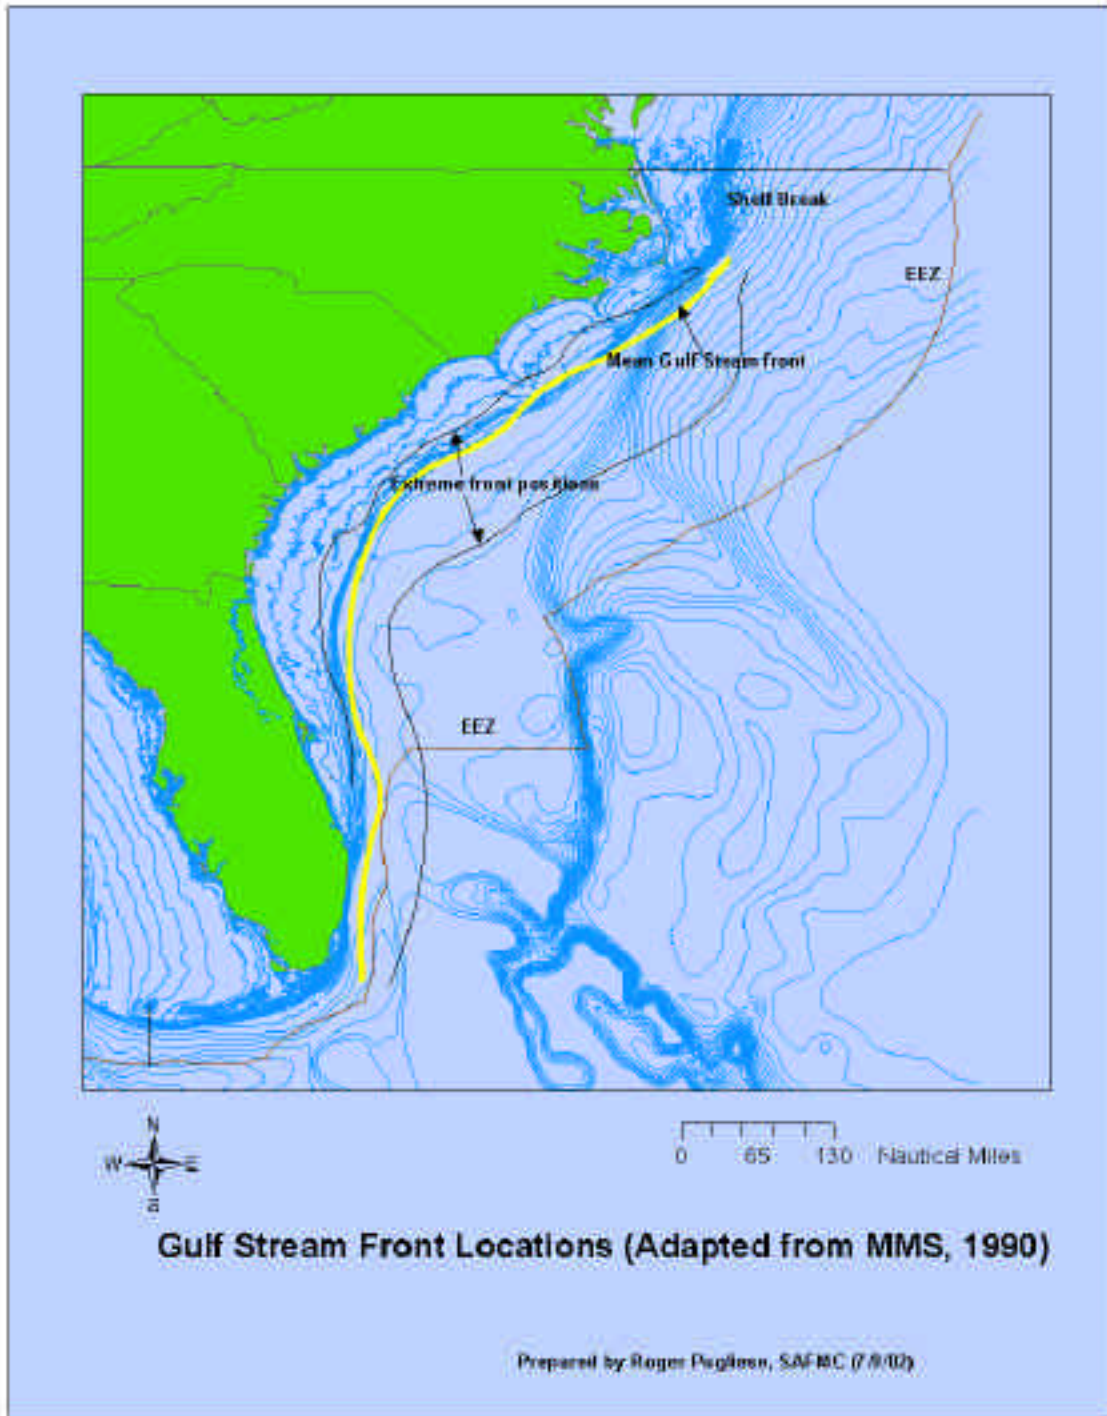 Shelf Break
EEZ
Mean Gulf Stream front
Extreme front positions
EEZ
N
W E
S
0 65 130 Nautical Miles
Gulf Stream Front Locations (Adapted from MMS, 1990)
Prepared by Roger Pugliese, SAFMC (7/9/02)